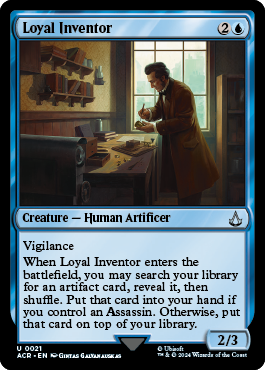 Loyal Inventor 2
Creature — Human Artificer
Vigilance
When Loyal Inventor enters the
battlefield, you may search your library
for an artifact card, reveal it, then
shuffle. Put that card into your hand if
you control an Assassin. Otherwise, put
that card on top of your library.
2/3
U 0021
ACR • EN Gintas Galvanauskas
© Ubisoft
™ & © 2024 Wizards of the Coast